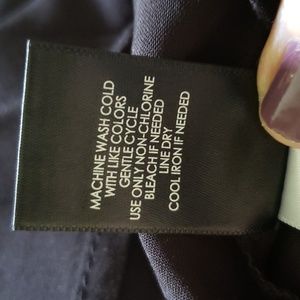 MACHINE WASH COLD
WITH LIKE COLORS
GENTLE CYCLE
USE ONLY NON-CHLORINE
BLEACH IF NEEDED
LINE DRY
COOL IRON IF NEEDED